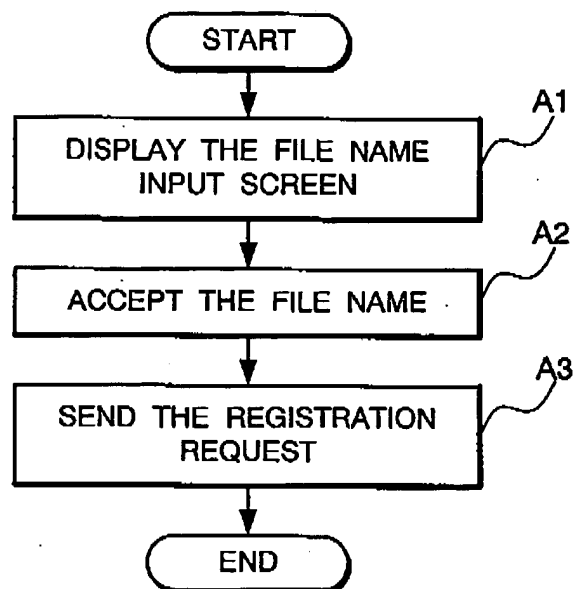 START
A1
DISPLAY THE FILE NAME
INPUT SCREEN
A2
ACCEPT THE FILE NAME
A3
SEND THE REGISTRATION
REQUEST
END